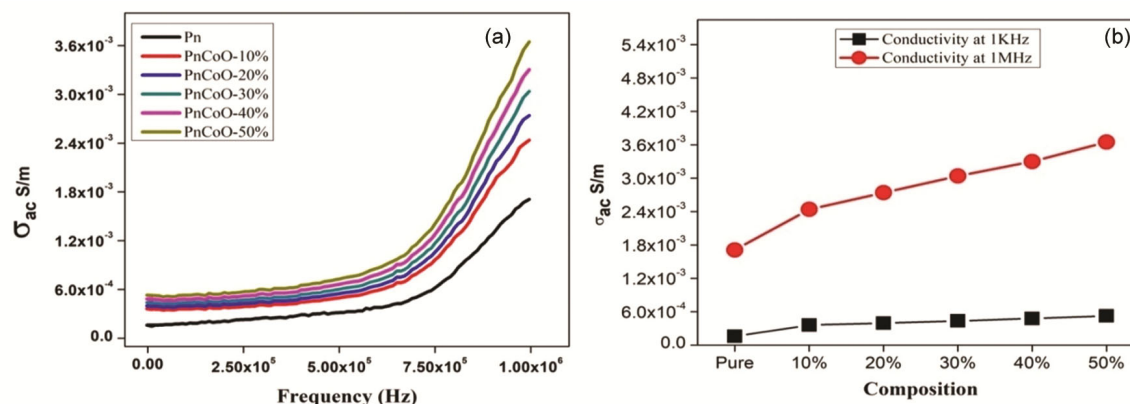 (a)
Pn
PnCoO-10%
PnCoO-20%
PnCoO-30%
PnCoO-40%
PnCoO-50%
3.6x10⁻³
3.0x10⁻³
2.4x10⁻³
1.8x10⁻³
1.2x10⁻³
6.0x10⁻⁴
0.0
σac S/m
0.00
2.50x10⁵
5.00x10⁵
7.50x10⁵
1.00x10⁶
Frequency (Hz)
(b)
Conductivity at 1KHz
Conductivity at 1MHz
5.4x10⁻³
4.8x10⁻³
4.2x10⁻³
3.6x10⁻³
3.0x10⁻³
2.4x10⁻³
1.8x10⁻³
1.2x10⁻³
6.0x10⁻⁴
0.0
σac S/m
Pure
10%
20%
30%
40%
50%
Composition